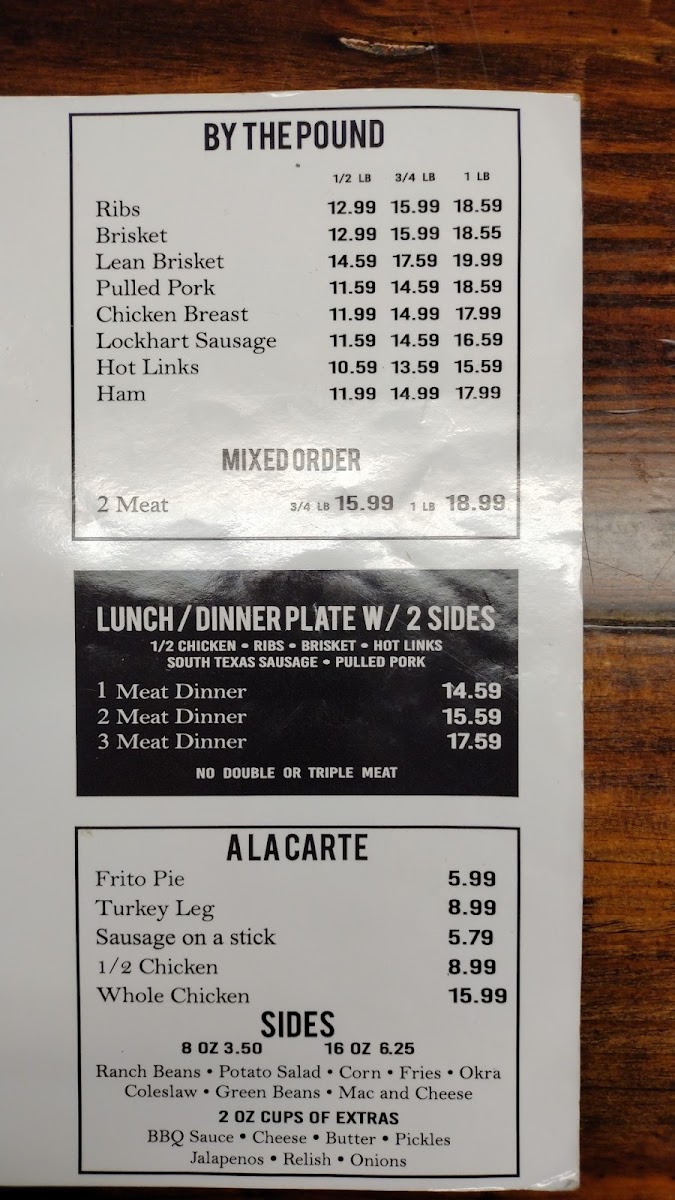 BY THE POUND
1/2 LB 3/4 LB 1 LB
Ribs 12.99 15.99 18.59
Brisket 12.99 15.99 18.55
Lean Brisket 14.59 17.59 19.99
Pulled Pork 11.59 14.59 18.59
Chicken Breast 11.99 14.99 17.99
Lockhart Sausage 11.59 14.59 16.59
Hot Links 10.59 13.59 15.59
Ham 11.99 14.99 17.99
MIXED ORDER
2 Meat 3/4 LB 15.99 1 LB 18.99
LUNCH / DINNER PLATE W/ 2 SIDES
1/2 CHICKEN • RIBS • BRISKET • HOT LINKS
SOUTH TEXAS SAUSAGE • PULLED PORK
1 Meat Dinner 14.59
2 Meat Dinner 15.59
3 Meat Dinner 17.59
NO DOUBLE OR TRIPLE MEAT
A LA CARTE
Frito Pie 5.99
Turkey Leg 8.99
Sausage on a stick 5.79
1/2 Chicken 8.99
Whole Chicken 15.99
SIDES
8 OZ 3.50 16 OZ 6.25
Ranch Beans • Potato Salad • Corn • Fries • Okra
Coleslaw • Green Beans • Mac and Cheese
2 OZ CUPS OF EXTRAS
BBQ Sauce • Cheese • Butter • Pickles
Jalapenos • Relish • Onions